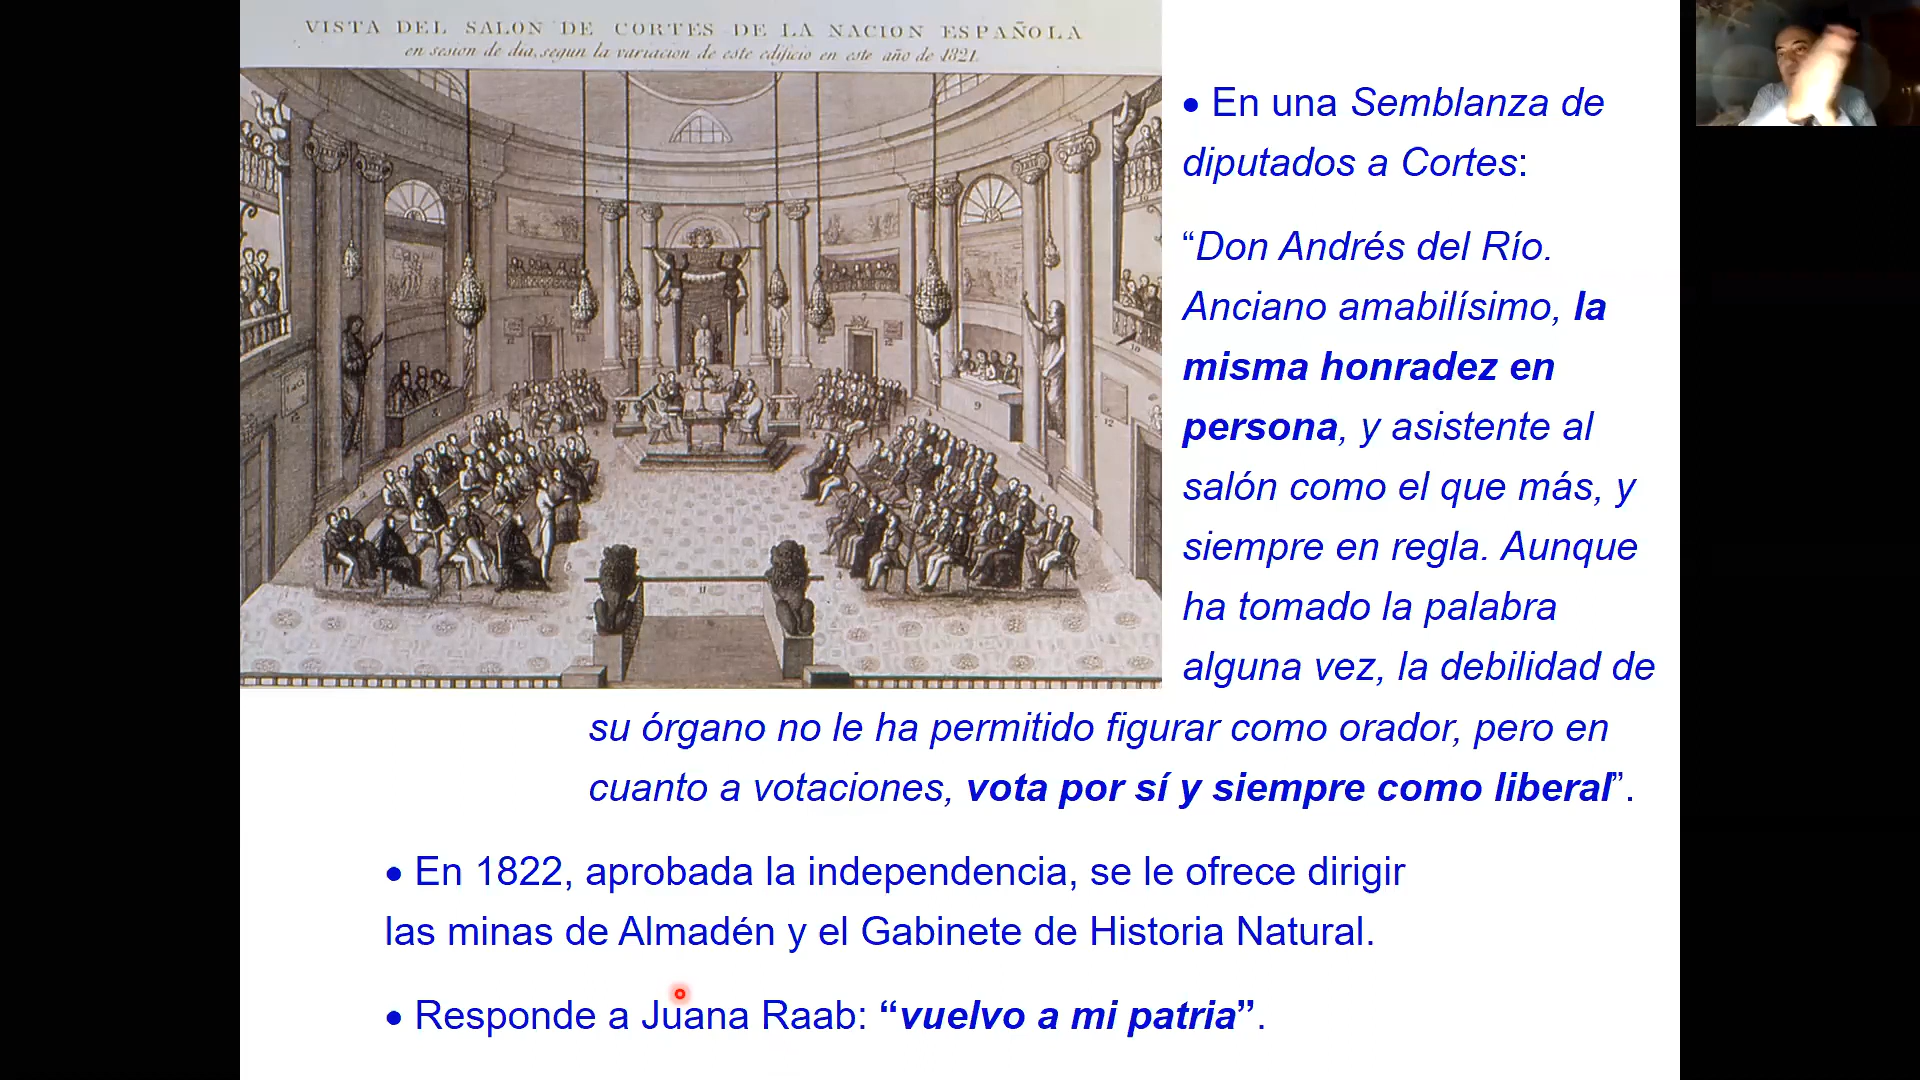 VISTA DEL SALON DE CORTES DE LA NACION ESPAÑOLA
en sesion de dia, segun la variacion de este edificio en este año de 1821.
• En una Semblanza de
diputados a Cortes:
“Don Andrés del Río.
Anciano amabilísimo, la
misma honradez en
persona, y asistente al
salón como el que más, y
siempre en regla. Aunque
ha tomado la palabra
alguna vez, la debilidad de
su órgano no le ha permitido figurar como orador, pero en
cuanto a votaciones, vota por sí y siempre como liberal”.
• En 1822, aprobada la independencia, se le ofrece dirigir
las minas de Almadén y el Gabinete de Historia Natural.
• Responde a Juana Raab: “vuelvo a mi patria”.